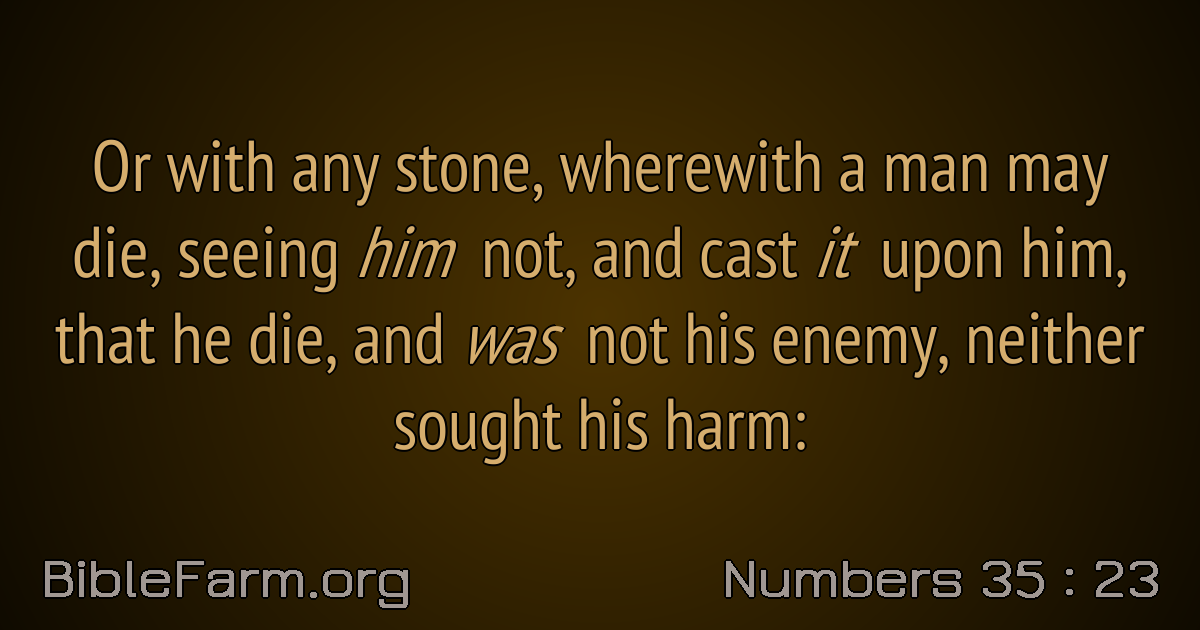 Or with any stone, wherewith a man may
die, seeing him not, and cast it upon him,
that he die, and was not his enemy, neither
sought his harm:
BibleFarm.org
Numbers 35 : 23